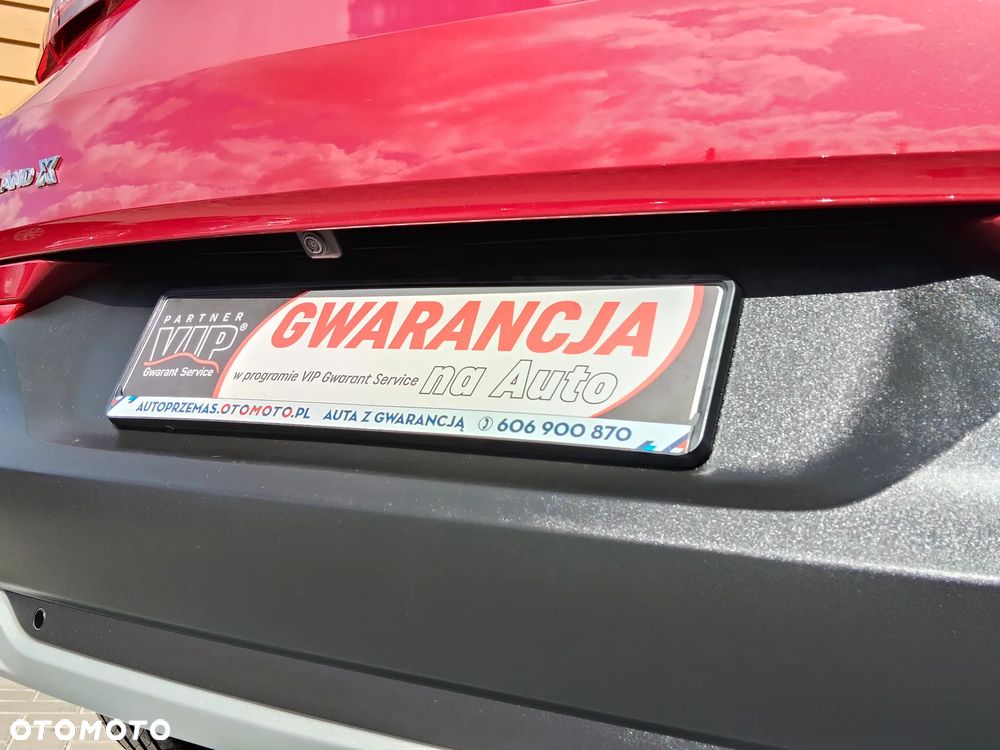 LAND X
PARTNER
VIP®
Gwarant Service
GWARANCJA
w programie VIP Gwarant Service na Auto
AUTOPRZEMAS.OTOMOTO.PL AUTA Z GWARANCJĄ 606 900 870
OTOMOTO